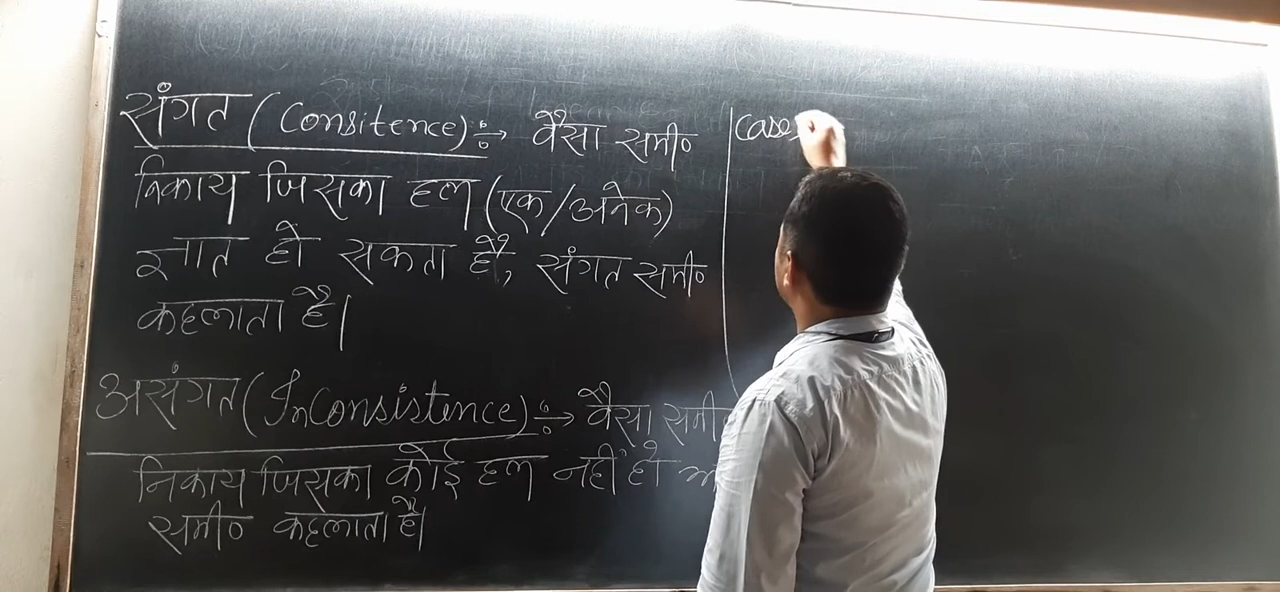 संगत (Consitence) :→ वैसा समी०
निकाय जिसका हल (एक/अनेक)
ज्ञात हो सकता है, संगत समी०
कहलाता है।
असंगत (InConsistence) :→ वैसा समी
निकाय जिसका कोई हल नहीं हो
समी० कहलाता है।
Case